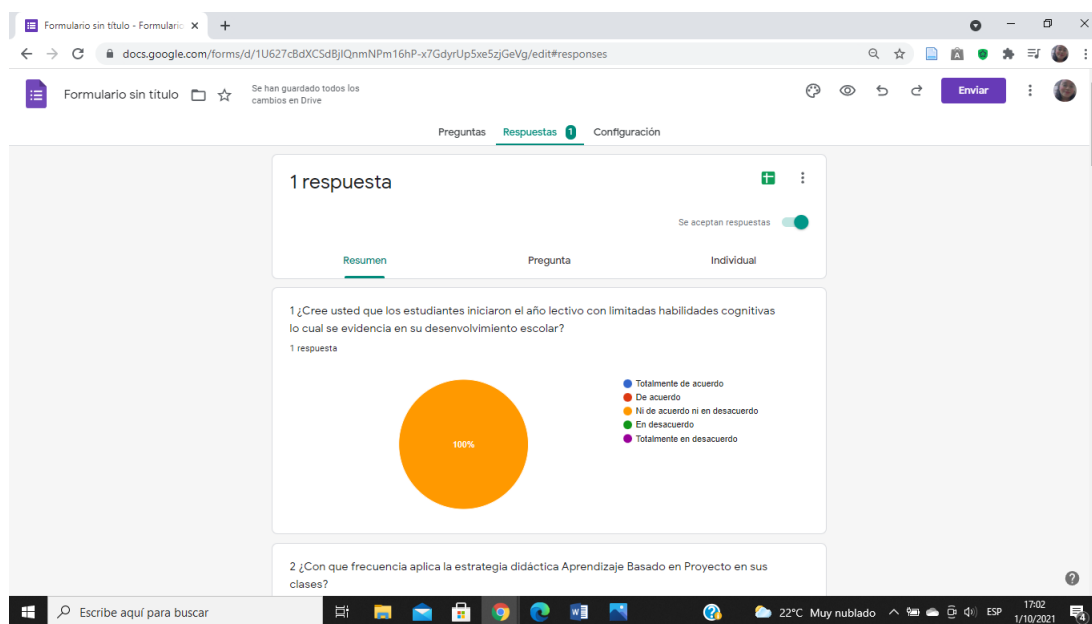 Formulario sin título - Formulario
docs.google.com/forms/d/1U627cBdXCSdBjlQnmNPm16hP-x7GdyrUp5xe5zjGeVg/edit#responses
Formulario sin título
Se han guardado todos los
cambios en Drive
Enviar
Preguntas Respuestas 1 Configuración
1 respuesta
Se aceptan respuestas
Resumen Pregunta Individual
1 ¿Cree usted que los estudiantes iniciaron el año lectivo con limitadas habilidades cognitivas
lo cual se evidencia en su desenvolvimiento escolar?
1 respuesta
Totalmente de acuerdo
De acuerdo
Ni de acuerdo ni en desacuerdo
En desacuerdo
Totalmente en desacuerdo
100%
2 ¿Con que frecuencia aplica la estrategia didáctica Aprendizaje Basado en Proyecto en sus
clases?
Escribe aquí para buscar
22°C Muy nublado
ESP
17:02
1/10/2021
4